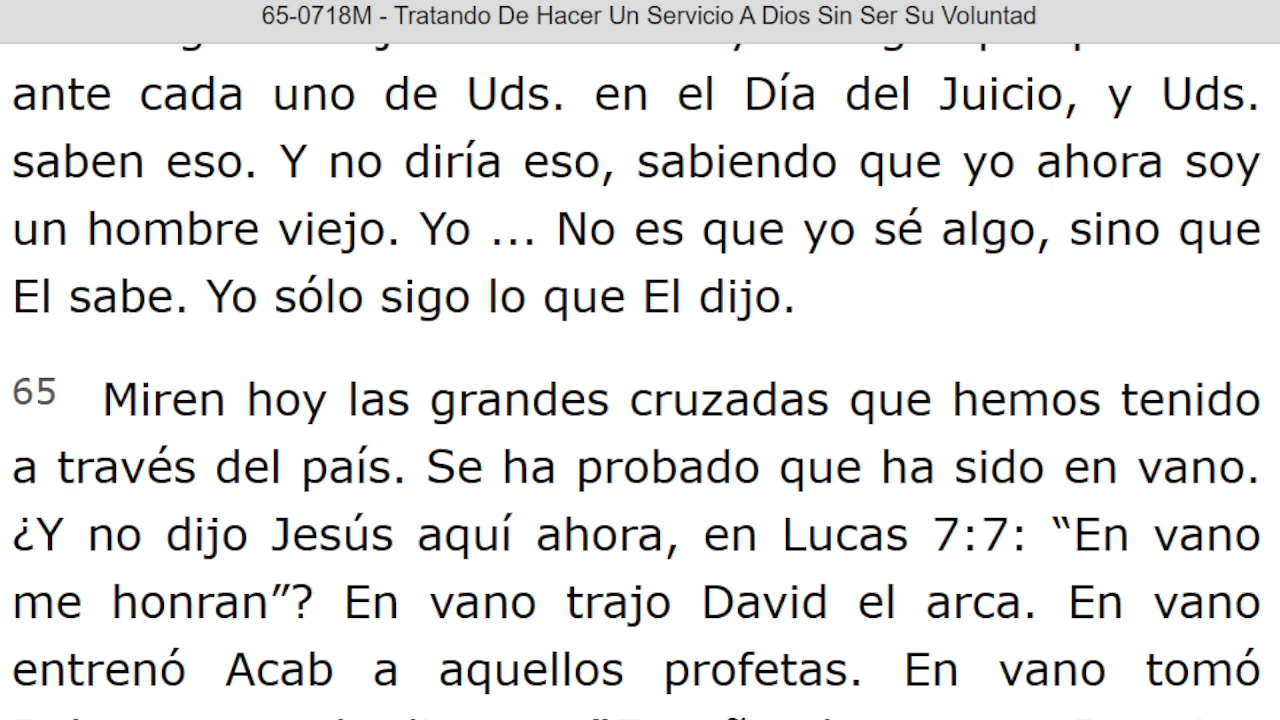 65-0718M - Tratando De Hacer Un Servicio A Dios Sin Ser Su Voluntad
ante cada uno de Uds. en el Día del Juicio, y Uds.
saben eso. Y no diría eso, sabiendo que yo ahora soy
un hombre viejo. Yo ... No es que yo sé algo, sino que
El sabe. Yo sólo sigo lo que El dijo.
65 Miren hoy las grandes cruzadas que hemos tenido
a través del país. Se ha probado que ha sido en vano.
¿Y no dijo Jesús aquí ahora, en Lucas 7:7: “En vano
me honran”? En vano trajo David el arca. En vano
entrenó Acab a aquellos profetas. En vano tomó